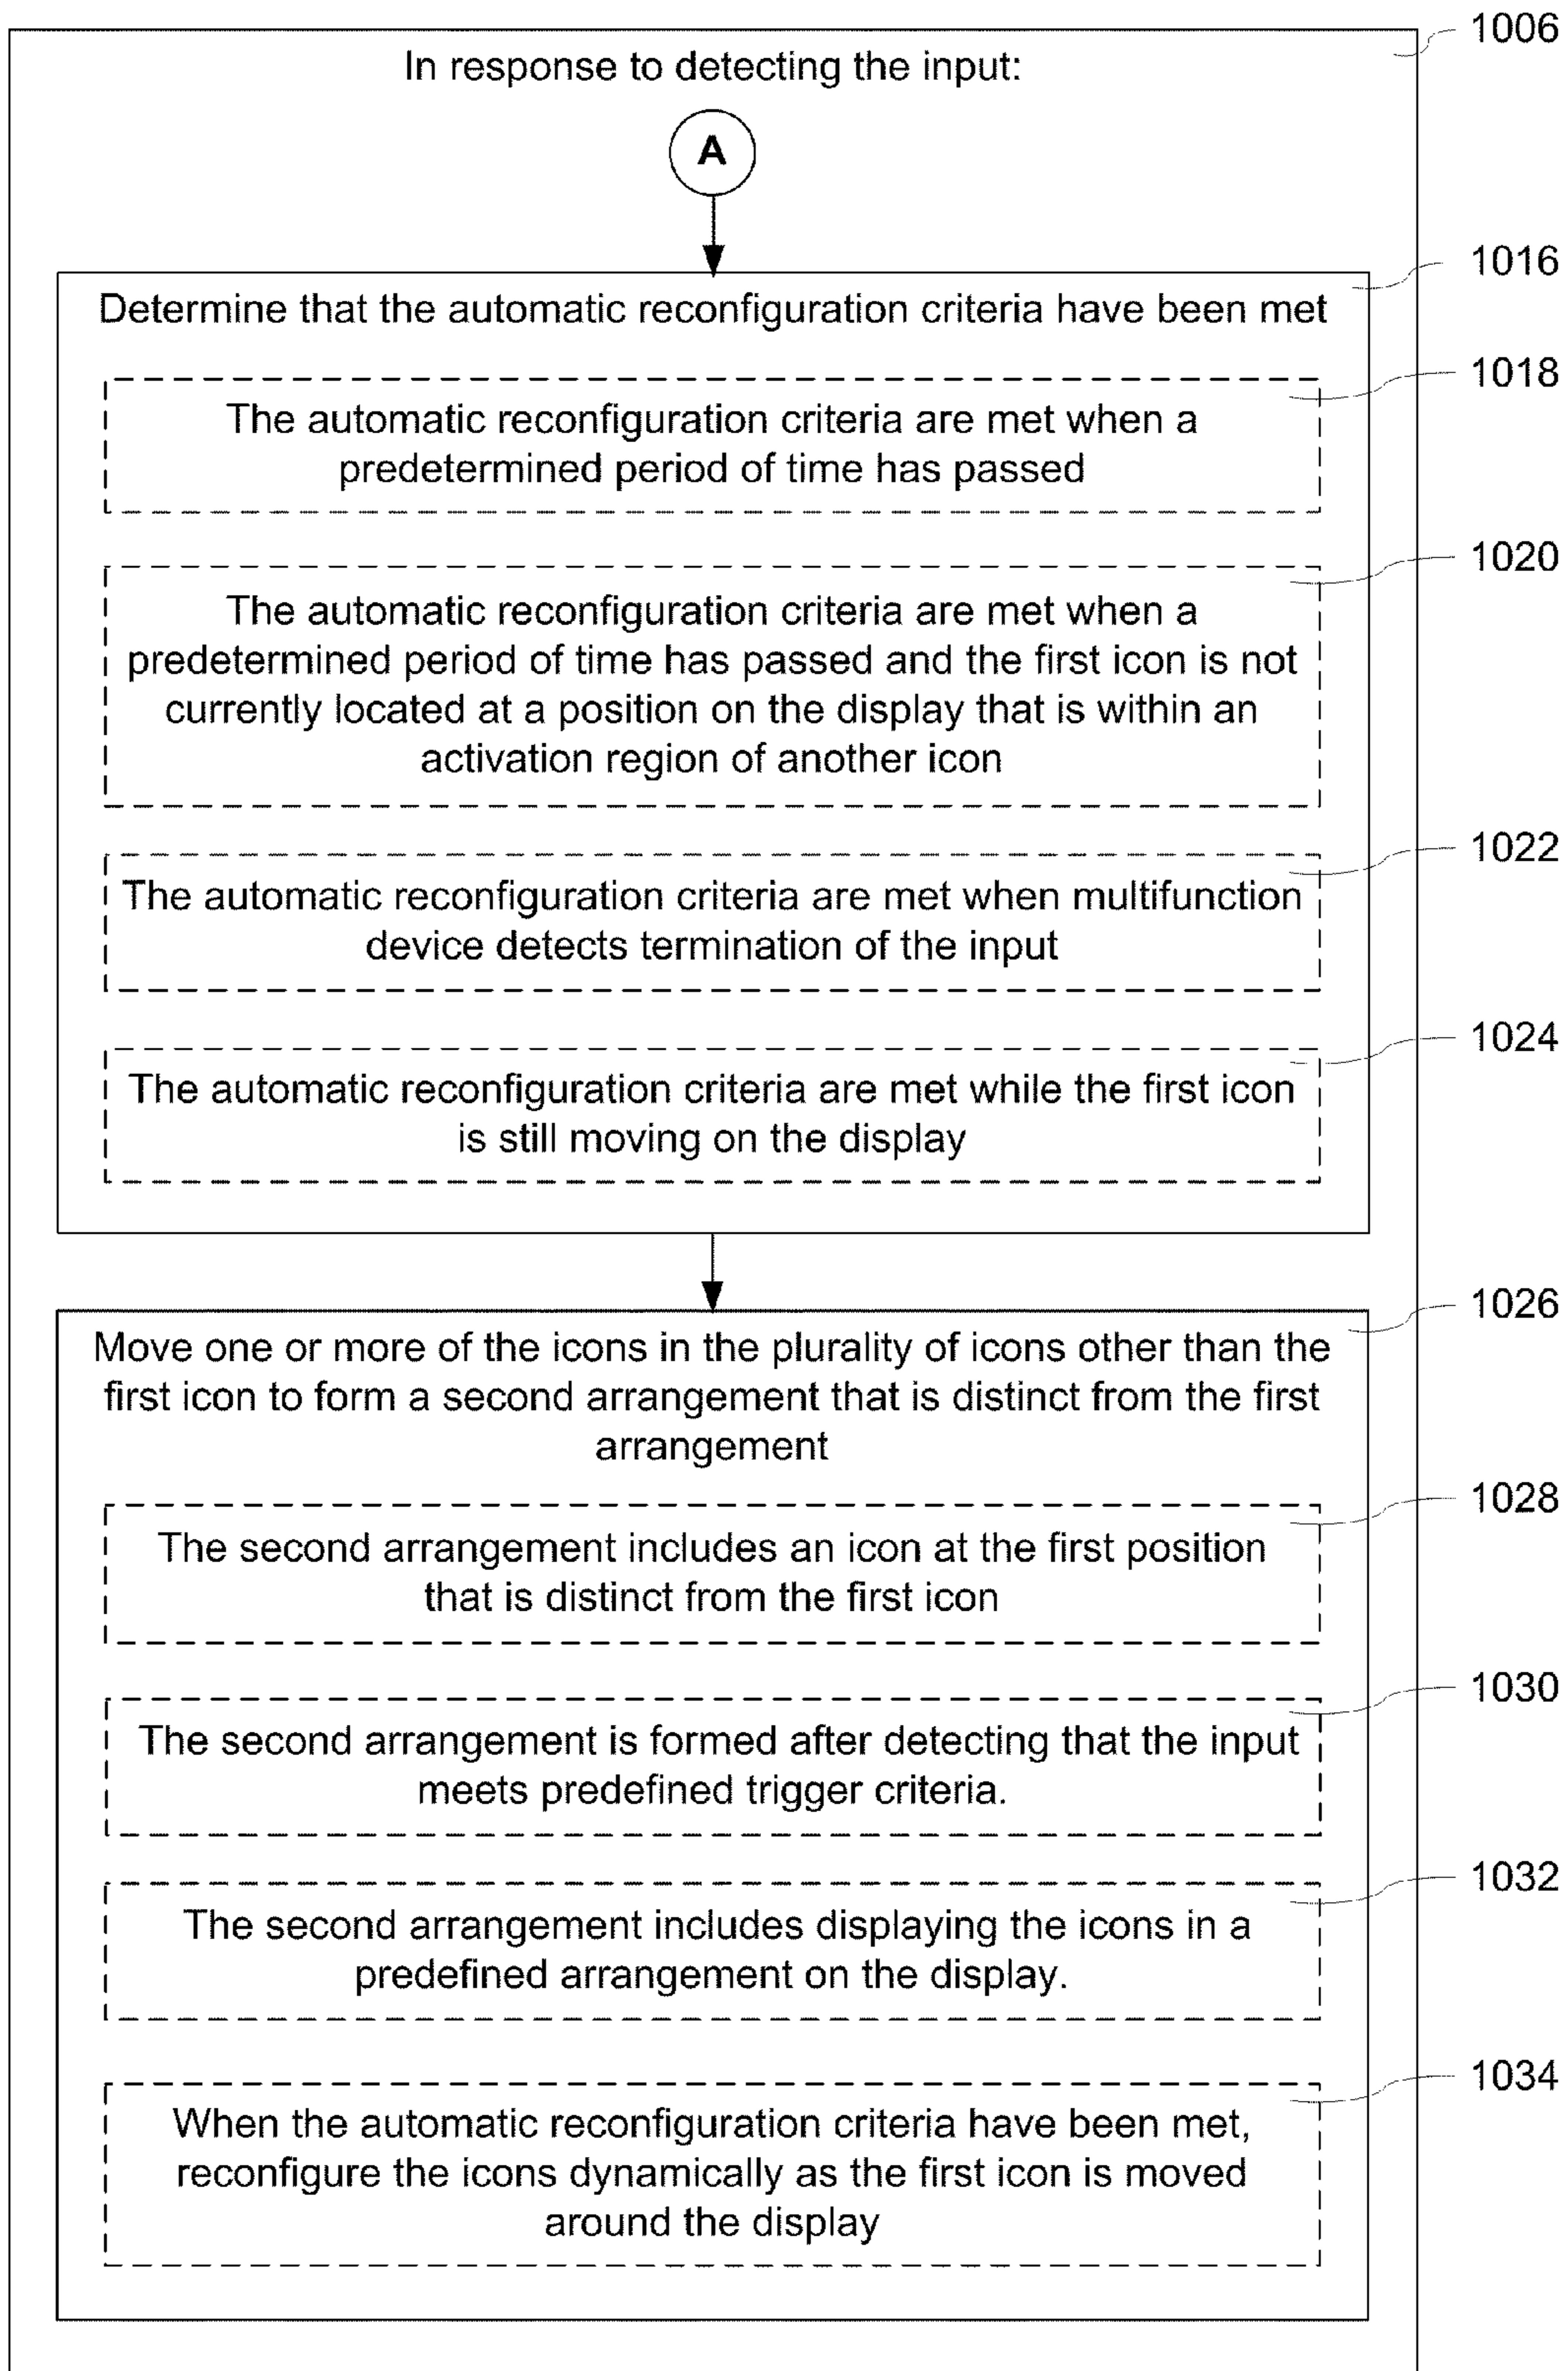 1006
In response to detecting the input:
A
1016
Determine that the automatic reconfiguration criteria have been met
1018
The automatic reconfiguration criteria are met when a
predetermined period of time has passed
1020
The automatic reconfiguration criteria are met when a
predetermined period of time has passed and the first icon is not
currently located at a position on the display that is within an
activation region of another icon
1022
The automatic reconfiguration criteria are met when multifunction
device detects termination of the input
1024
The automatic reconfiguration criteria are met while the first icon
is still moving on the display
1026
Move one or more of the icons in the plurality of icons other than the
first icon to form a second arrangement that is distinct from the first
arrangement
1028
The second arrangement includes an icon at the first position
that is distinct from the first icon
1030
The second arrangement is formed after detecting that the input
meets predefined trigger criteria.
1032
The second arrangement includes displaying the icons in a
predefined arrangement on the display.
1034
When the automatic reconfiguration criteria have been met,
reconfigure the icons dynamically as the first icon is moved
around the display